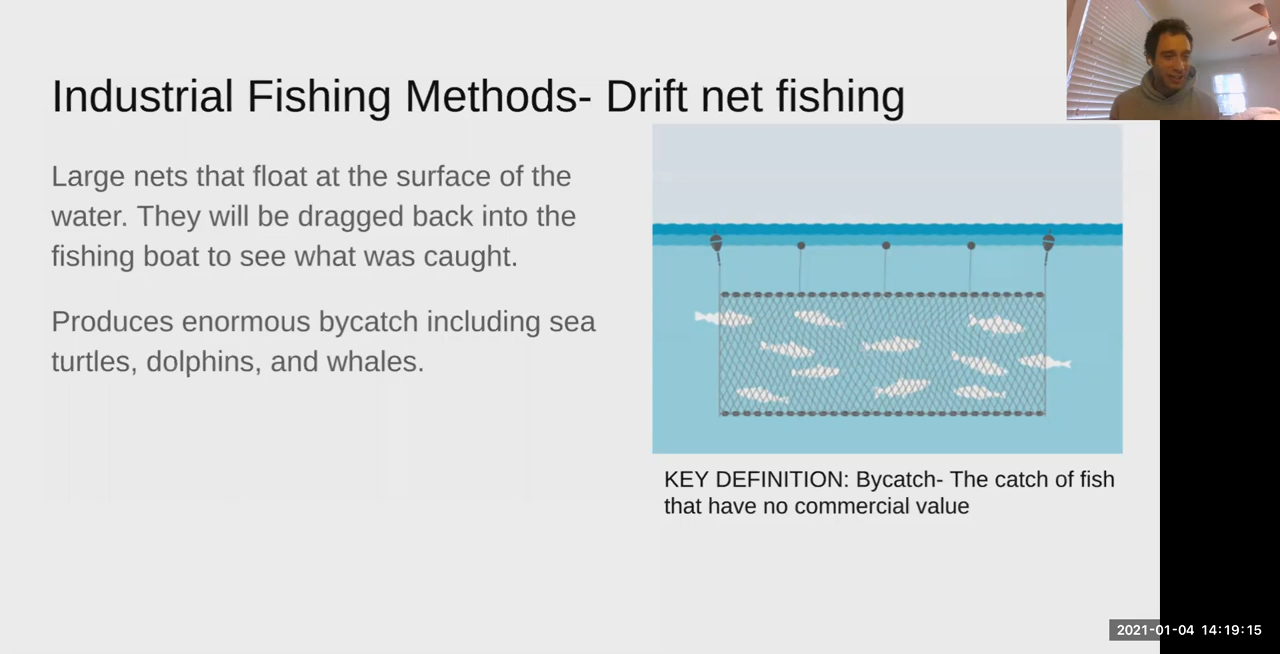 Industrial Fishing Methods- Drift net fishing
Large nets that float at the surface of the
water. They will be dragged back into the
fishing boat to see what was caught.
Produces enormous bycatch including sea
turtles, dolphins, and whales.
KEY DEFINITION: Bycatch- The catch of fish
that have no commercial value
2021-01-04 14:19:15